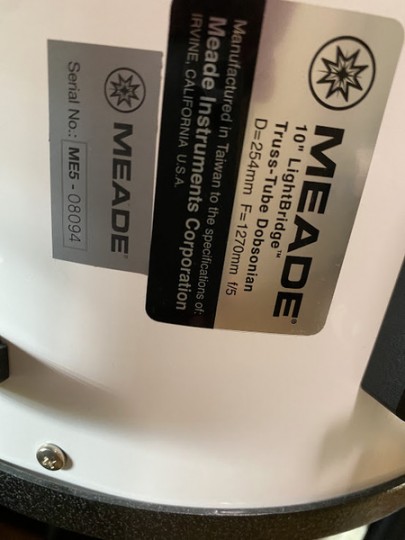 MEADE®
10" LightBridge™
Truss-Tube Dobsonian
D=254mm F=1270mm f/5
Manufactured in Taiwan to the specifications of:
Meade Instruments Corporation
IRVINE, CALIFORNIA U.S.A.
MEADE®
Serial No.: ME5 - 08094